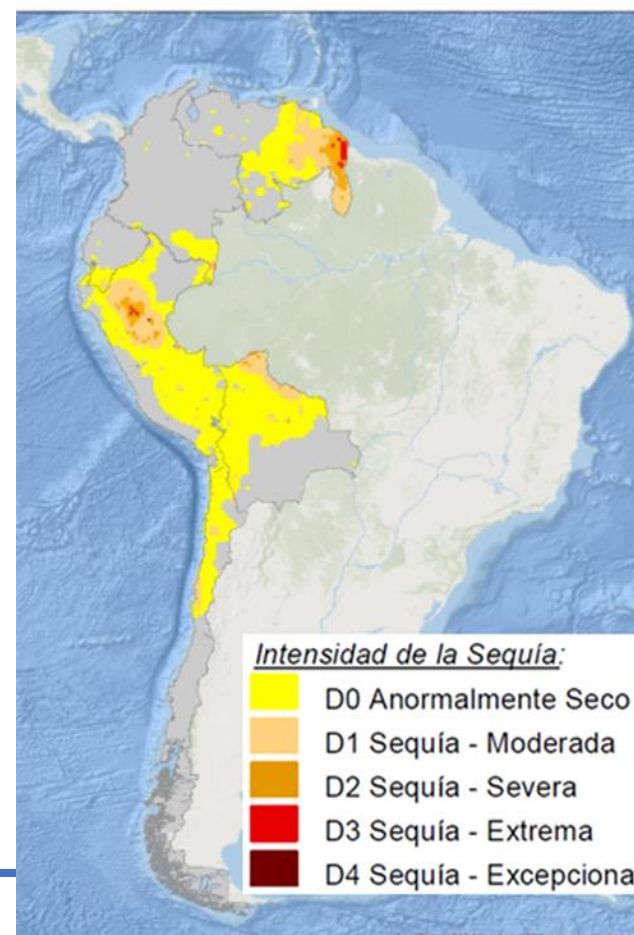 Intensidad de la Sequía:
D0 Anormalmente Seco
D1 Sequía - Moderada
D2 Sequía - Severa
D3 Sequía - Extrema
D4 Sequía - Excepciona